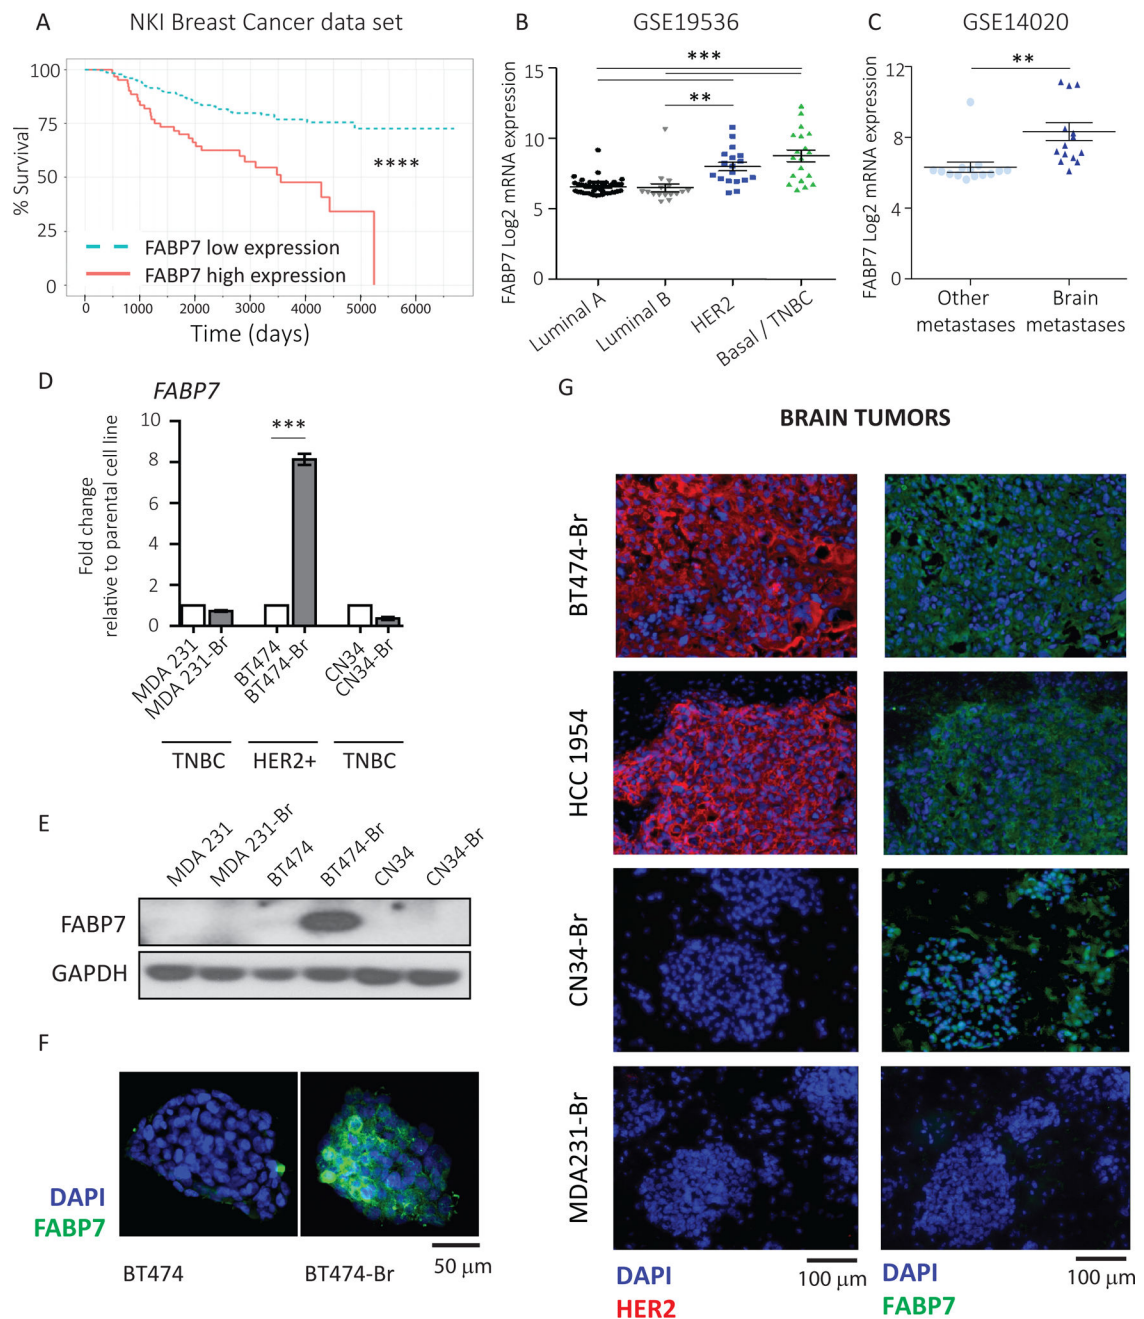 A
NKI Breast Cancer data set
% Survival
100
75
50
25
0
****
FABP7 low expression
FABP7 high expression
0 1000 2000 3000 4000 5000 6000
Time (days)
B
GSE19536
FABP7 Log2 mRNA expression
15
10
5
0
***
**
Luminal A
Luminal B
HER2
Basal / TNBC
C
GSE14020
FABP7 Log2 mRNA expression
12
8
4
0
**
Other metastases
Brain metastases
D
FABP7
Fold change
relative to parental cell line
10
8
6
4
2
0
***
MDA 231
MDA 231-Br
BT474
BT474-Br
CN34
CN34-Br
TNBC HER2+ TNBC
E
MDA 231
MDA 231-Br
BT474
BT474-Br
CN34
CN34-Br
FABP7
GAPDH
F
DAPI
FABP7
BT474
BT474-Br
50 μm
G
BRAIN TUMORS
BT474-Br
HCC 1954
CN34-Br
MDA231-Br
DAPI
HER2
100 μm
DAPI
FABP7
100 μm